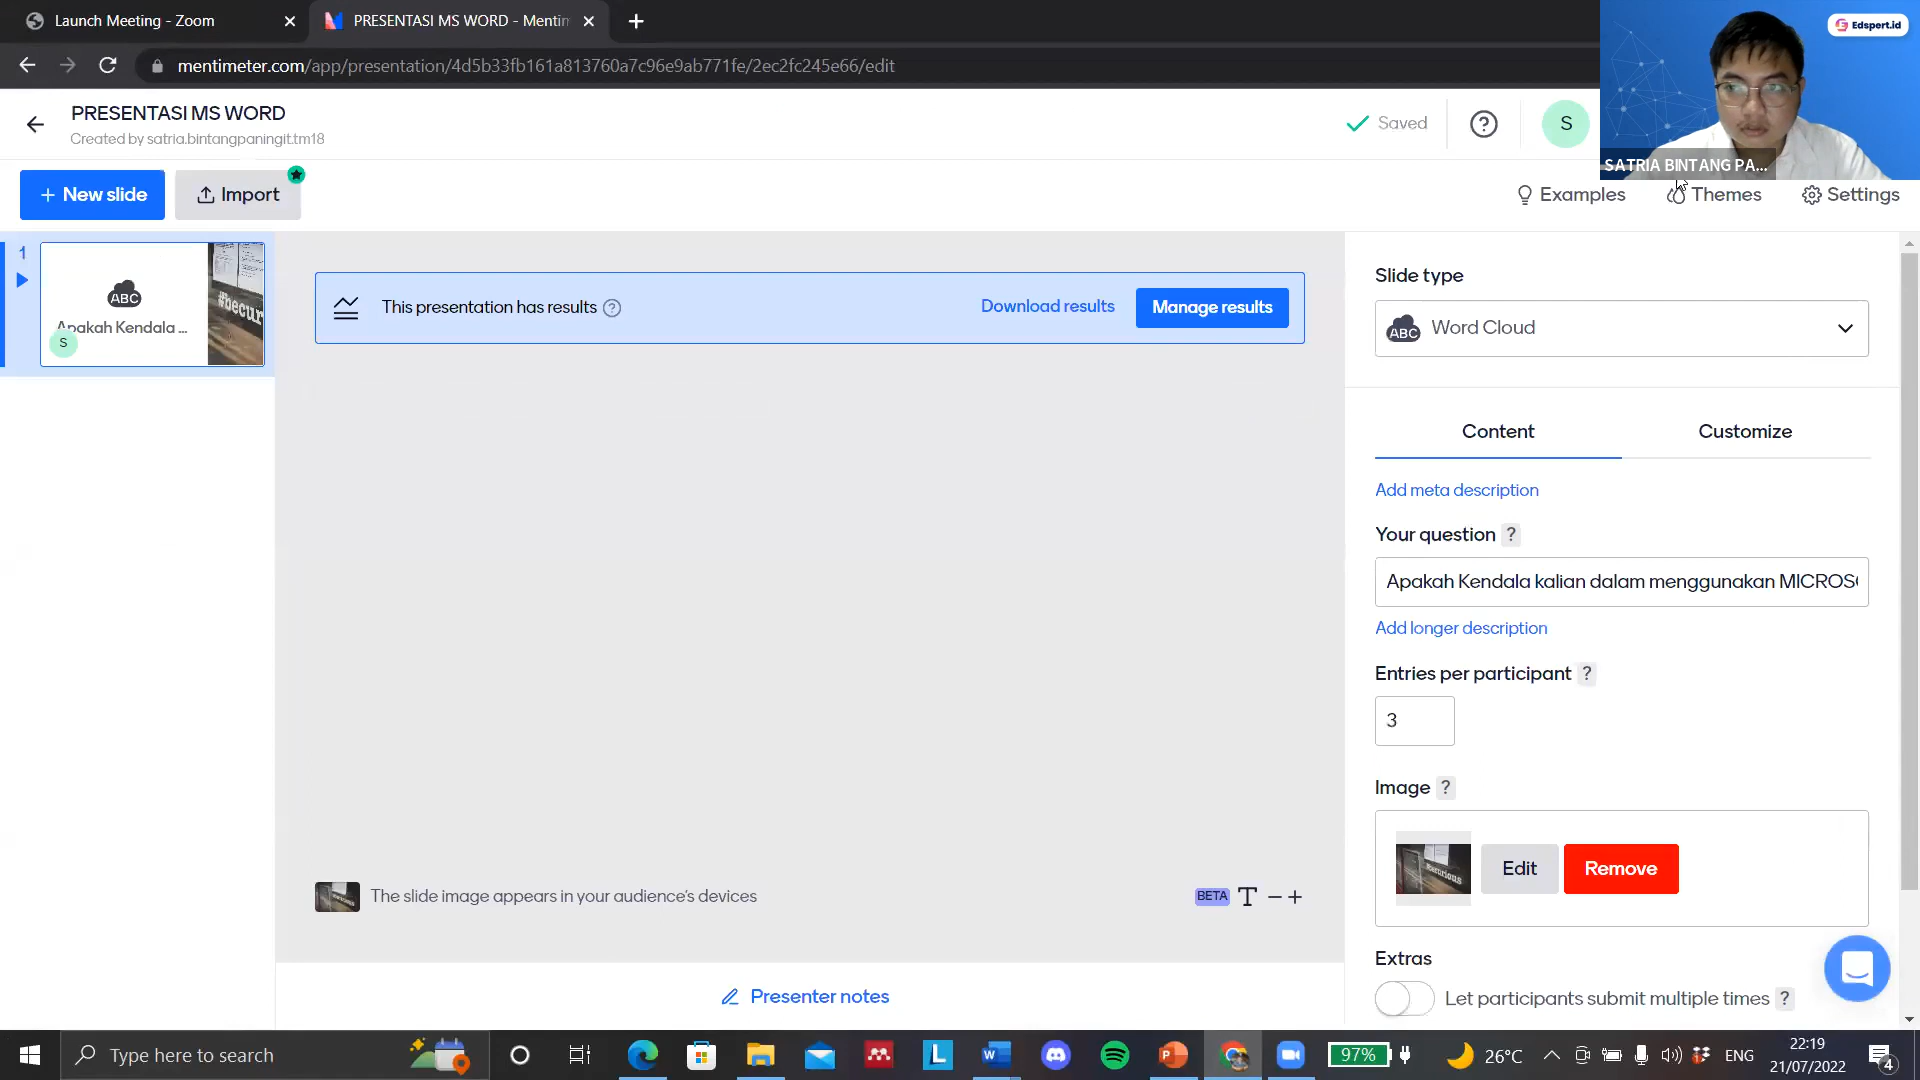 Launch Meeting - Zoom
PRESENTASI MS WORD - Mentim
mentimeter.com/app/presentation/4d5b33fb161a813760a7c96e9ab771fe/2ec2fc245e66/edit
Edspert.id
SATRIA BINTANG PA...
PRESENTASI MS WORD
Created by satria.bintangpaningit.tm18
Saved
S
+ New slide
Import
Examples
Themes
Settings
1
ABC
Apakah Kendala ...
S
#becur
This presentation has results
Download results
Manage results
Slide type
ABC Word Cloud
Content
Customize
Add meta description
Your question ?
Apakah Kendala kalian dalam menggunakan MICROS
Add longer description
Entries per participant ?
3
Image ?
#becurious
Edit
Remove
The slide image appears in your audience's devices
BETA T − +
Extras
Let participants submit multiple times ?
Presenter notes
Type here to search
97%
26°C
ENG
22:19
21/07/2022
4